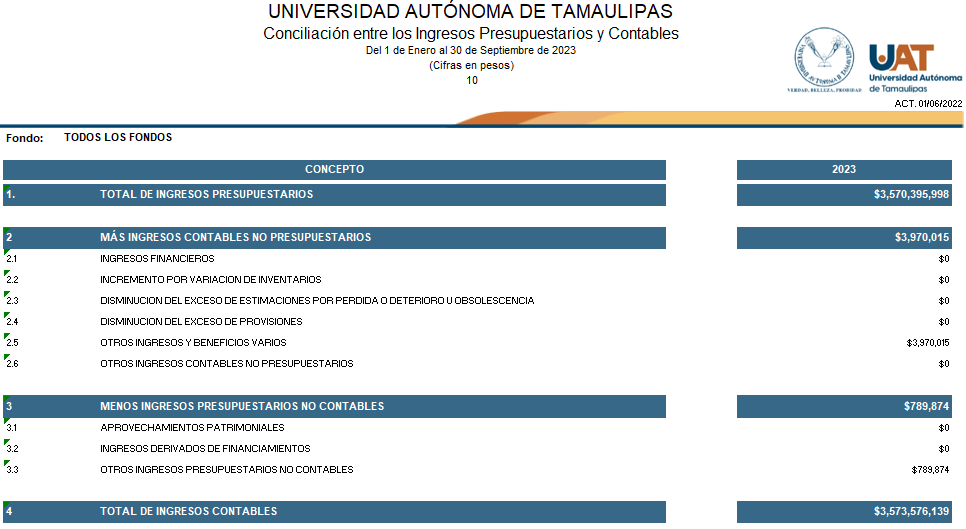 UNIVERSIDAD AUTÓNOMA DE TAMAULIPAS
Conciliación entre los Ingresos Presupuestarios y Contables
Del 1 de Enero al 30 de Septiembre de 2023
(Cifras en pesos)
10
VERDAD, BELLEZA, PROBIDAD
UAT
Universidad Autónoma
de Tamaulipas
ACT. 01/06/2022
Fondo: TODOS LOS FONDOS
CONCEPTO 2023
1. TOTAL DE INGRESOS PRESUPUESTARIOS $3,570,395,998
2 MÁS INGRESOS CONTABLES NO PRESUPUESTARIOS $3,970,015
2.1 INGRESOS FINANCIEROS $0
2.2 INCREMENTO POR VARIACION DE INVENTARIOS $0
2.3 DISMINUCION DEL EXCESO DE ESTIMACIONES POR PERDIDA O DETERIORO U OBSOLESCENCIA $0
2.4 DISMINUCION DEL EXCESO DE PROVISIONES $0
2.5 OTROS INGRESOS Y BENEFICIOS VARIOS $3,970,015
2.6 OTROS INGRESOS CONTABLES NO PRESUPUESTARIOS $0
3 MENOS INGRESOS PRESUPUESTARIOS NO CONTABLES $789,874
3.1 APROVECHAMIENTOS PATRIMONIALES $0
3.2 INGRESOS DERIVADOS DE FINANCIAMIENTOS $0
3.3 OTROS INGRESOS PRESUPUESTARIOS NO CONTABLES $789,874
4 TOTAL DE INGRESOS CONTABLES $3,573,576,139